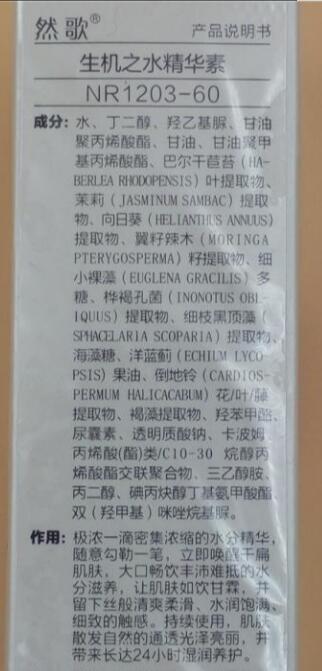 然歌® 产品说明书
生机之水精华素
NR1203-60
成分：水、丁二醇、羟乙基脲、甘油
聚丙烯酸酯、甘油、甘油聚甲
基丙烯酸酯、巴尔干苣苔（HA-
BERLEA RHODOPENSIS）叶提取物、
茉莉（JASMINUM SAMBAC）提取
物、向日葵（HELIANTHUS ANNUUS）
提取物、翼籽辣木（MORINGA
PTERYGOSPERMA）籽提取物、细
小裸藻（EUGLENA GRACILIS）多
糖、桦褐孔菌（INONOTUS OBL-
IQUUS）提取物、细枝黑顶藻（
SPHACELARIA SCOPARIA）提取物、
海藻糖、洋蓝蓟（ECHIUM LYCO
PSIS）果油、倒地铃（CARDIOS-
PERMUM HALICACABUM）花/叶/藤
提取物、褐藻提取物、羟苯甲酯、
尿囊素、透明质酸钠、卡波姆、
丙烯酸(酯)类/C10-30 烷醇丙
烯酸酯交联聚合物、三乙醇胺、
丙二醇、碘丙炔醇丁基氨甲酸酯、
双（羟甲基）咪唑烷基脲。
作用：极浓一滴密集浓缩的水分精华，
随意勾勒一笔，立即唤醒干扁
肌肤，大口畅饮丰沛难抵的水
分滋养，让肌肤如饮甘霖，并
留下丝般清爽柔滑、水润饱满、
细致的触感。持续使用，肌肤
散发自然的通透光泽亮丽，并
带来长达24小时湿润养护。